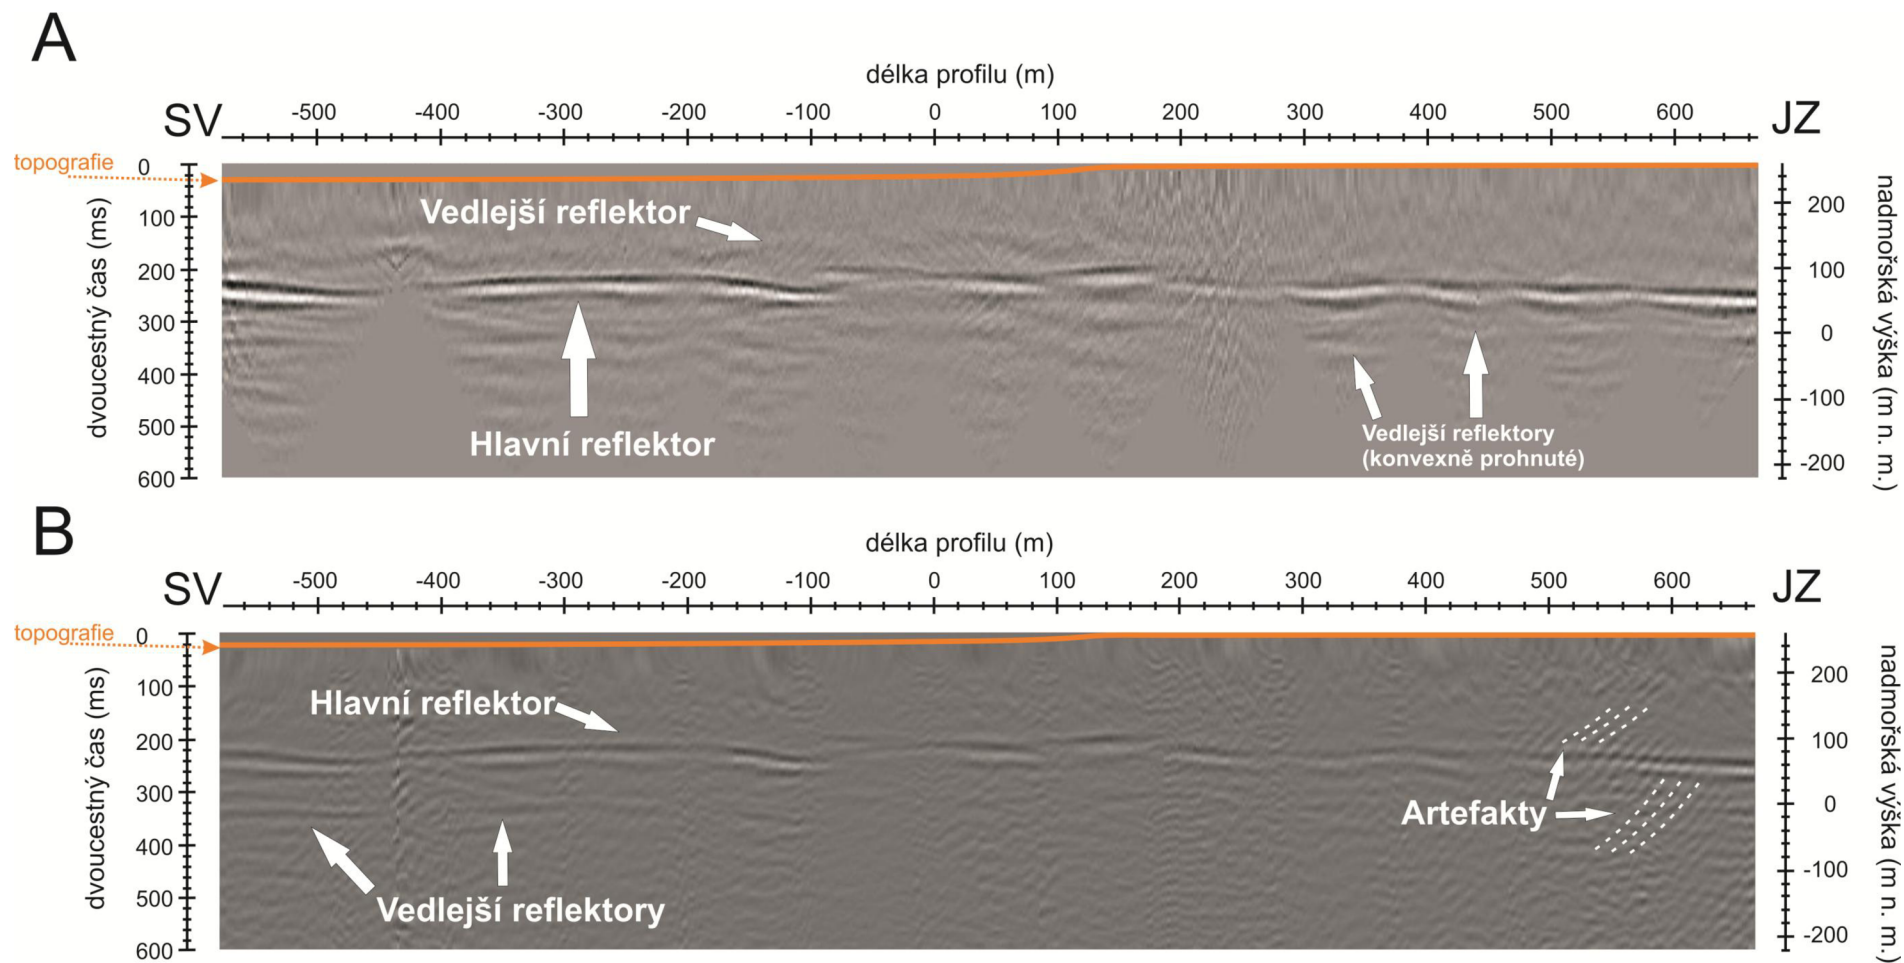 A
délka profilu (m)
SV -500 -400 -300 -200 -100 0 100 200 300 400 500 600 JZ
topografie
0
100
200
300
400
500
600
dvoucestný čas (ms)
Vedlejší reflektor
Hlavní reflektor
Vedlejší reflektory
(konvexně prohnuté)
200
100
0
-100
-200
nadmořská výška (m n. m.)
B
délka profilu (m)
SV -500 -400 -300 -200 -100 0 100 200 300 400 500 600 JZ
topografie
0
100
200
300
400
500
600
dvoucestný čas (ms)
Hlavní reflektor
Artefakty
Vedlejší reflektory
200
100
0
-100
-200
nadmořská výška (m n. m.)